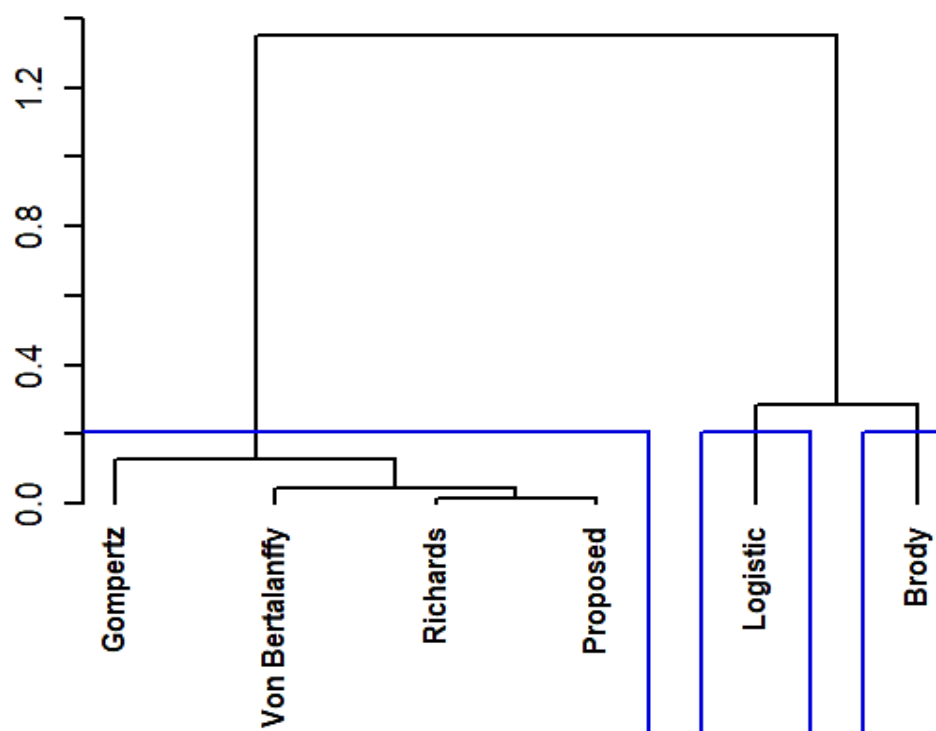 1.2
0.8
0.4
0.0
Gompertz
Von Bertalanffy
Richards
Proposed
Logistic
Brody